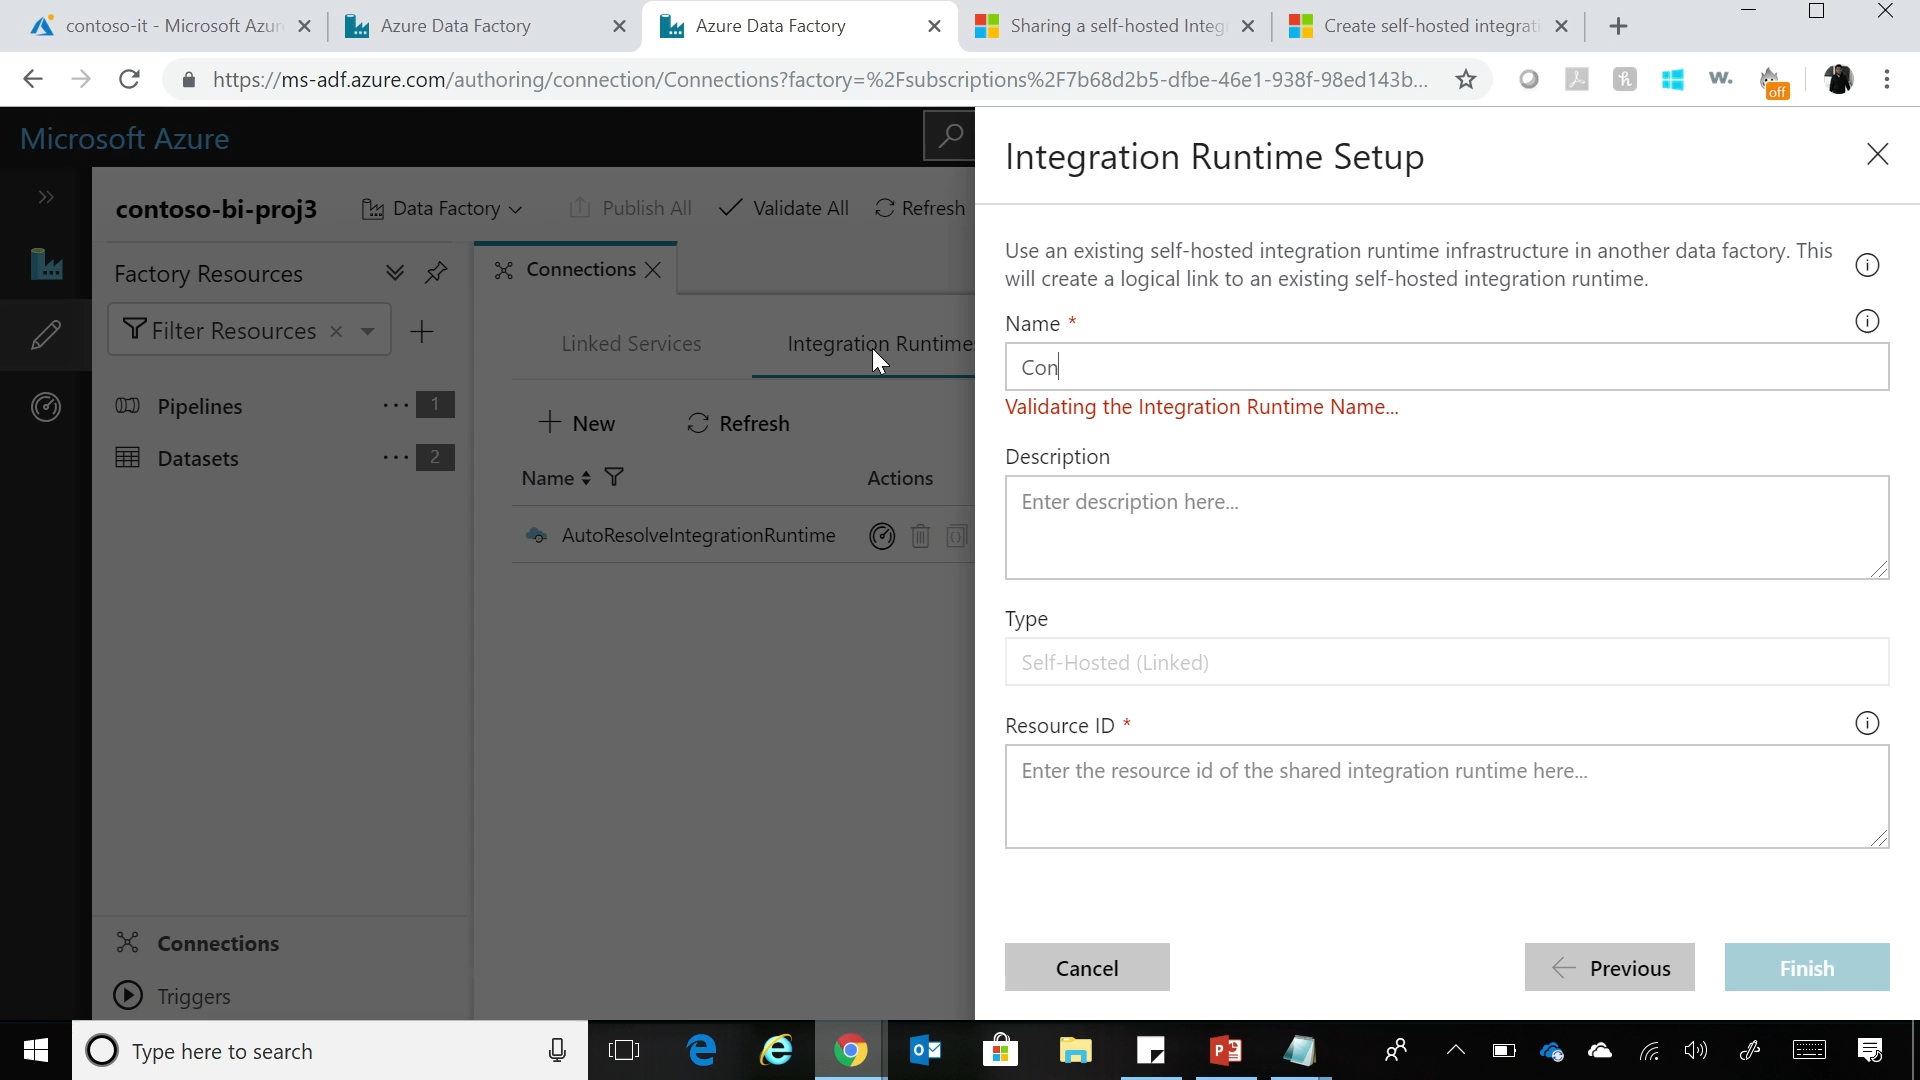 contoso-it - Microsoft Azur
Azure Data Factory
Azure Data Factory
Sharing a self-hosted Integ
Create self-hosted integrati
https://ms-adf.azure.com/authoring/connection/Connections?factory=%2Fsubscriptions%2F7b68d2b5-dfbe-46e1-938f-98ed143b...
off
Microsoft Azure
contoso-bi-proj3
Data Factory
Publish All
Validate All
Refresh
Factory Resources
Filter Resources
Pipelines
1
Datasets
2
Connections
Triggers
Connections
Linked Services
Integration Runtime
New
Refresh
Name
Actions
AutoResolveIntegrationRuntime
Integration Runtime Setup
Use an existing self-hosted integration runtime infrastructure in another data factory. This
will create a logical link to an existing self-hosted integration runtime.
Name *
Con
Validating the Integration Runtime Name...
Description
Enter description here...
Type
Self-Hosted (Linked)
Resource ID *
Enter the resource id of the shared integration runtime here...
Cancel
Previous
Finish
Type here to search